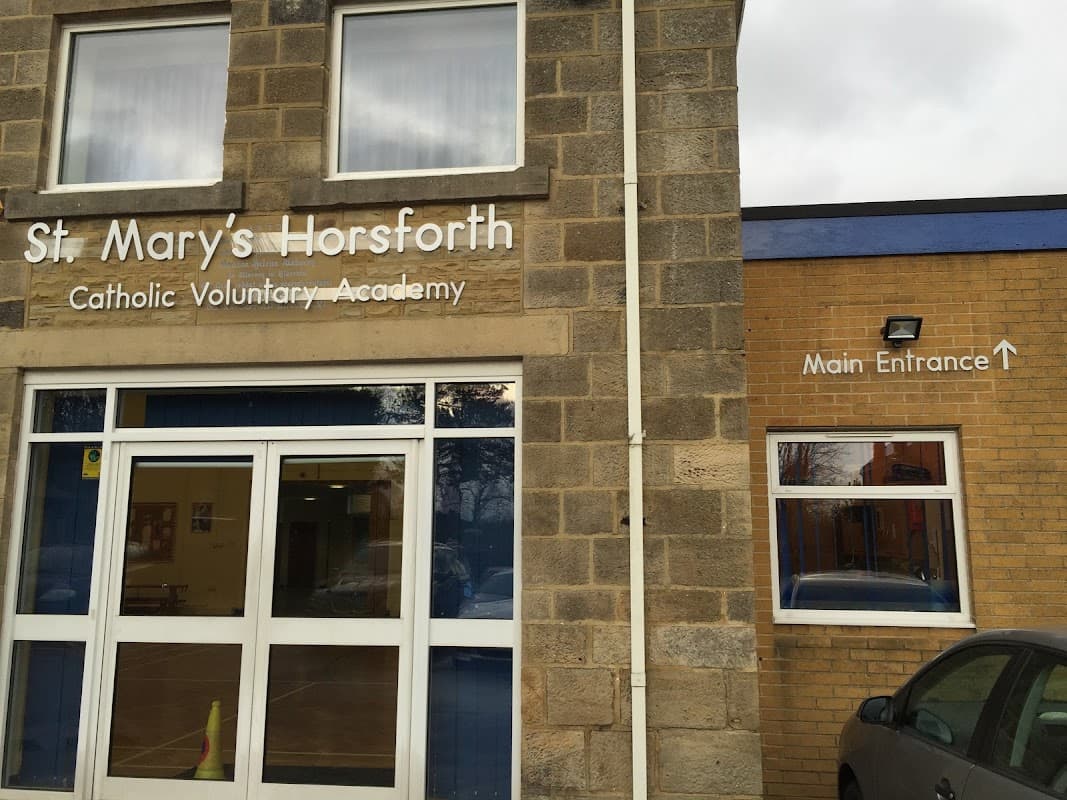 St. Mary's Horsforth
Catholic Voluntary Academy
Main Entrance ↑